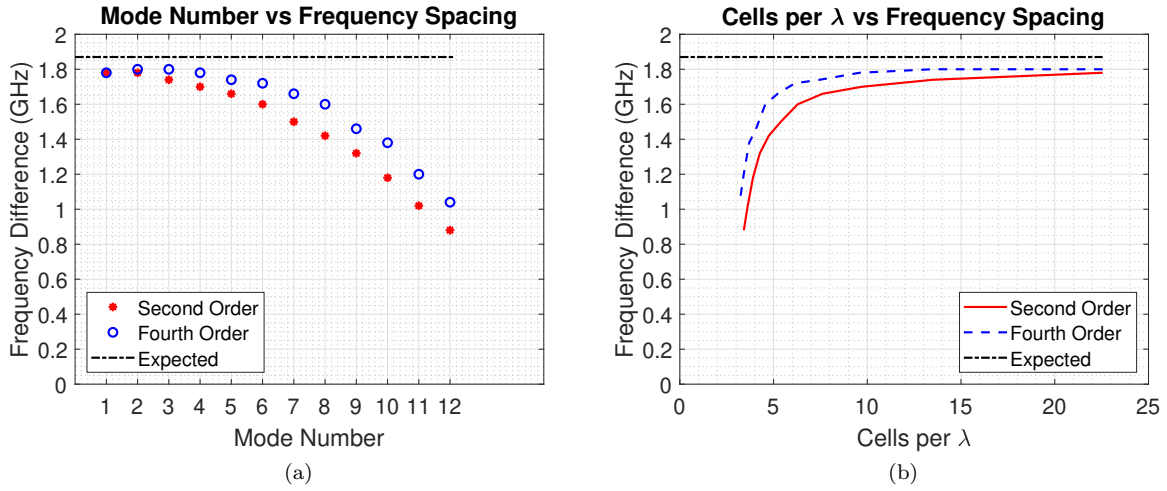 Mode Number vs Frequency Spacing
Frequency Difference (GHz)
2
1.8
1.6
1.4
1.2
1
0.8
0.6
0.4
0.2
0
Second Order
Fourth Order
Expected
1 2 3 4 5 6 7 8 9 10 11 12
Mode Number
(a)
Cells per λ vs Frequency Spacing
Frequency Difference (GHz)
2
1.8
1.6
1.4
1.2
1
0.8
0.6
0.4
0.2
0
Second Order
Fourth Order
Expected
0 5 10 15 20 25
Cells per λ
(b)